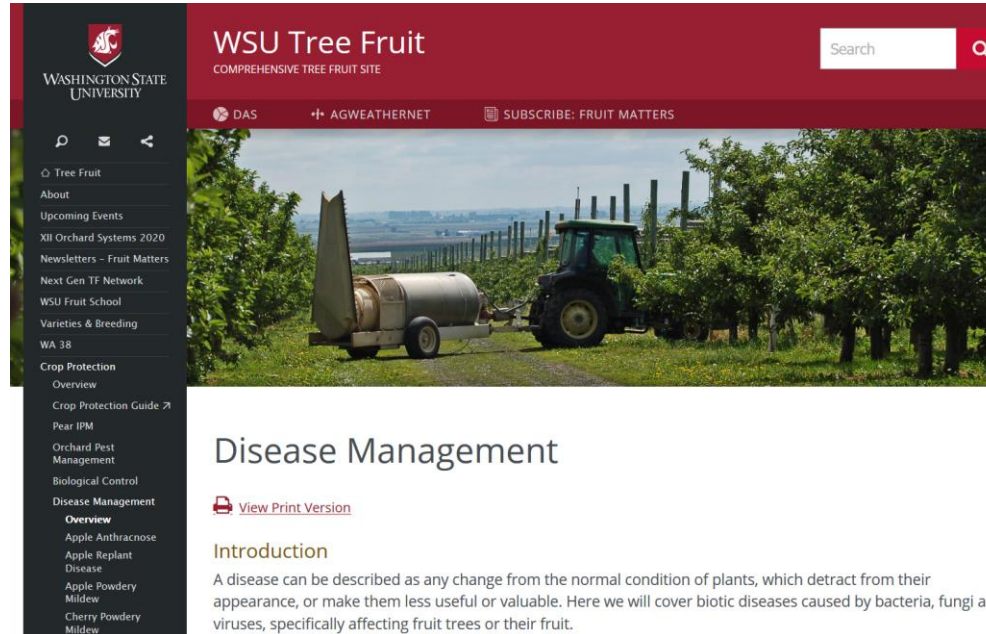 WASHINGTON STATE
UNIVERSITY
Tree Fruit
About
Upcoming Events
XII Orchard Systems 2020
Newsletters – Fruit Matters
Next Gen TF Network
WSU Fruit School
Varieties & Breeding
WA 38
Crop Protection
Overview
Crop Protection Guide
Pear IPM
Orchard Pest
Management
Biological Control
Disease Management
Overview
Apple Anthracnose
Apple Replant
Disease
Apple Powdery
Mildew
Cherry Powdery
Mildew
WSU Tree Fruit
COMPREHENSIVE TREE FRUIT SITE
Search
DAS
AGWEATHERNET
SUBSCRIBE: FRUIT MATTERS
Disease Management
View Print Version
Introduction
A disease can be described as any change from the normal condition of plants, which detract from their
appearance, or make them less useful or valuable. Here we will cover biotic diseases caused by bacteria, fungi a
viruses, specifically affecting fruit trees or their fruit.